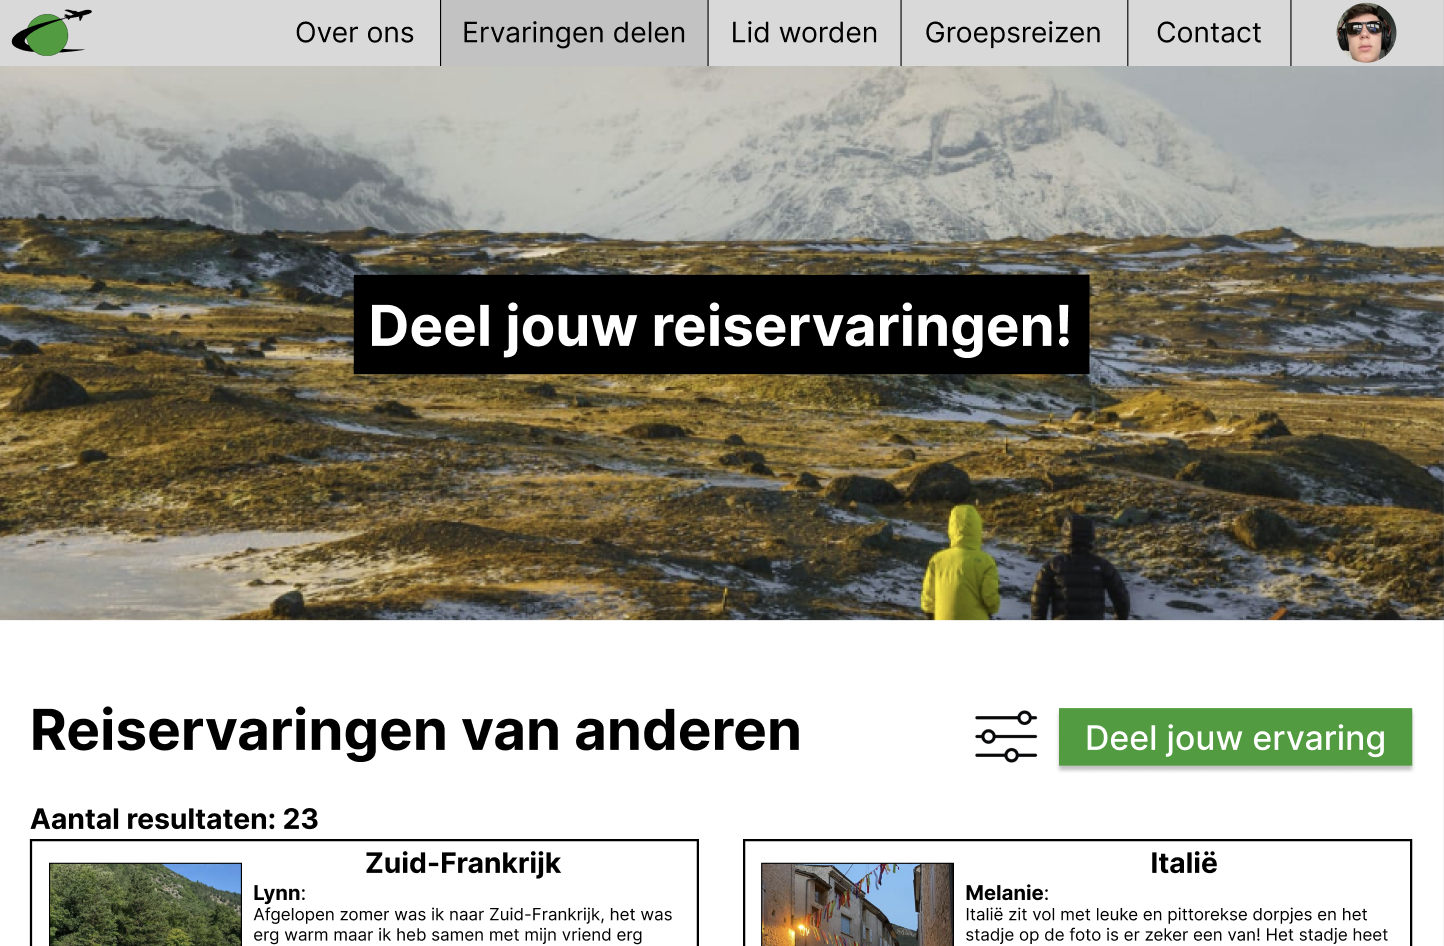 Over ons
Ervaringen delen
Lid worden
Groepsreizen
Contact
Deel jouw reiservaringen!
Reiservaringen van anderen
Deel jouw ervaring
Aantal resultaten: 23
Zuid-Frankrijk
Lynn:
Afgelopen zomer was ik naar Zuid-Frankrijk, het was
erg warm maar ik heb samen met mijn vriend erg
Italië
Melanie:
Italië zit vol met leuke en pittorekse dorpjes en het
stadje op de foto is er zeker een van! Het stadje heet